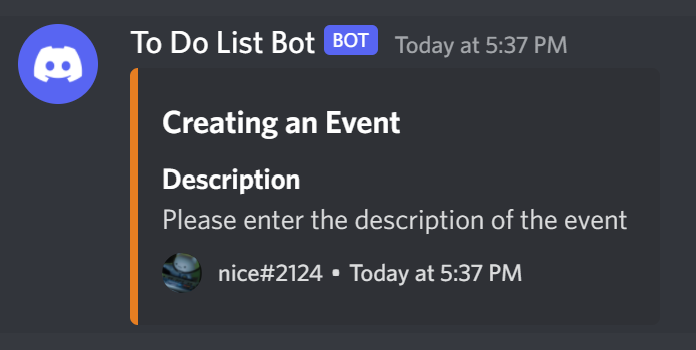 To Do List Bot BOT Today at 5:37 PM
Creating an Event
Description
Please enter the description of the event
nice#2124 • Today at 5:37 PM